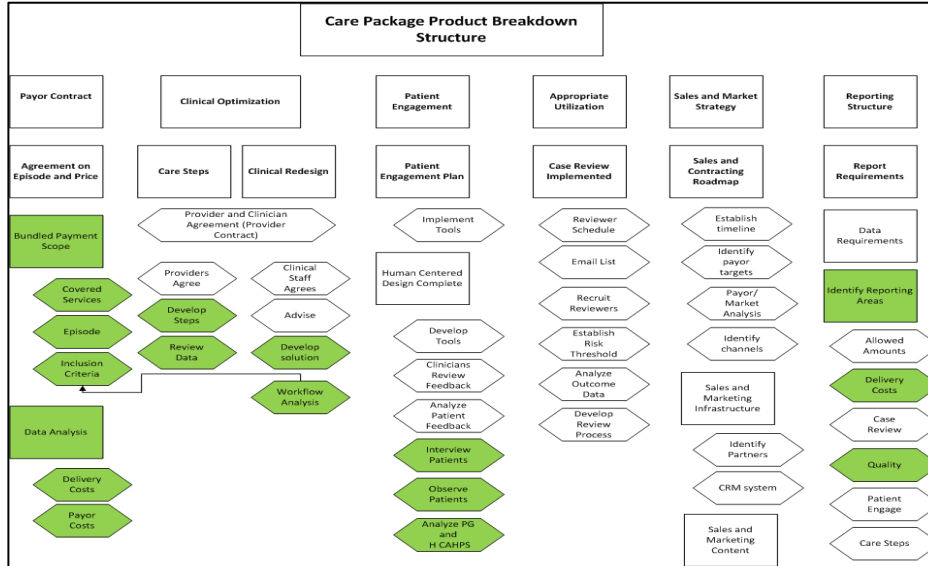 Care Package Product Breakdown
Structure
Payor Contract
Clinical Optimization
Patient
Engagement
Appropriate
Utilization
Sales and Market
Strategy
Reporting
Structure
Agreement on
Episode and Price
Care Steps
Clinical Redesign
Patient
Engagement Plan
Case Review
Implemented
Sales and
Contracting
Roadmap
Report
Requirements
Bundled Payment
Scope
Covered
Services
Episode
Inclusion
Criteria
Data Analysis
Delivery
Costs
Payor
Costs
Provider and Clinician
Agreement (Provider
Contract)
Providers
Agree
Develop
Steps
Review
Data
Clinical
Staff
Agrees
Advise
Develop
solution
Workflow
Analysis
Implement
Tools
Human Centered
Design Complete
Develop
Tools
Clinicians
Review
Feedback
Analyze
Patient
Feedback
Interview
Patients
Observe
Patients
Analyze PG
and
H CAHPS
Reviewer
Schedule
Email List
Recruit
Reviewers
Establish
Risk
Threshold
Analyze
Outcome
Data
Develop
Review
Process
Establish
timeline
Identify
payor
targets
Payor/
Market
Analysis
Identify
channels
Sales and
Marketing
Infrastructure
Identify
Partners
CRM system
Sales and
Marketing
Content
Data
Requirements
Identify Reporting
Areas
Allowed
Amounts
Delivery
Costs
Case
Review
Quality
Patient
Engage
Care Steps